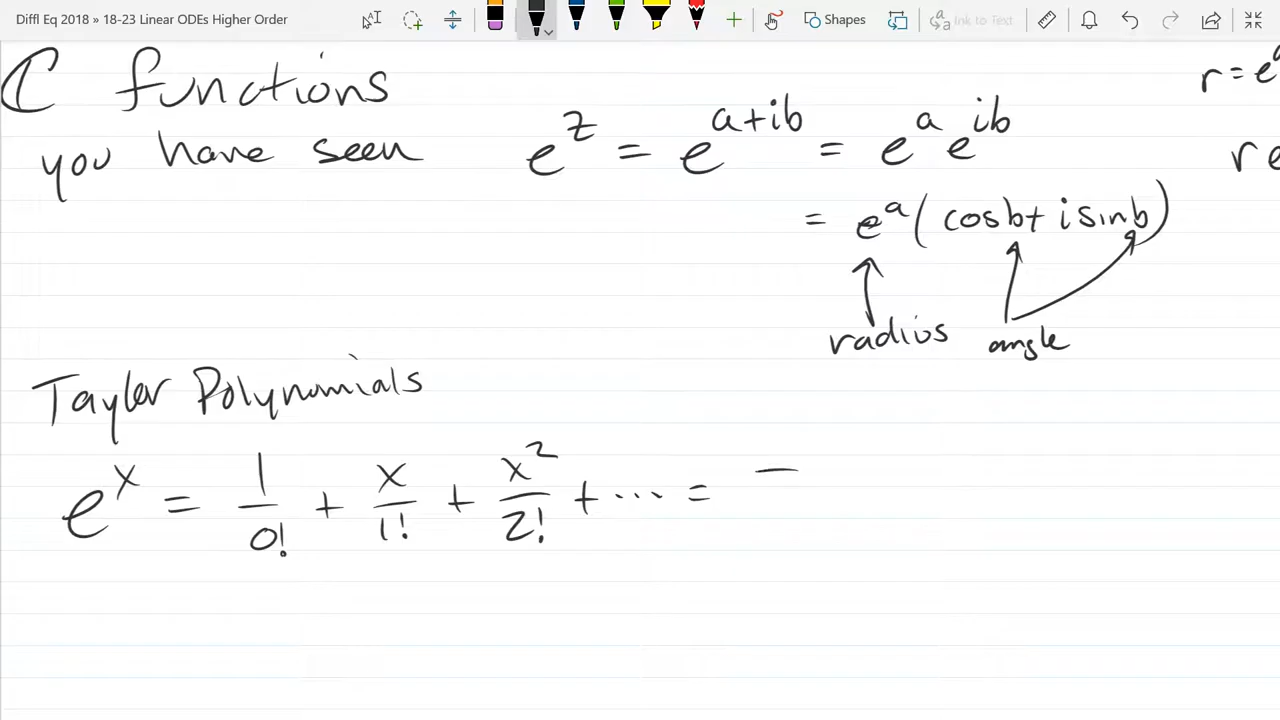 Diffl Eq 2018 » 18-23 Linear ODEs Higher Order
Shapes
Ink to Text
ℂ functions
you have seen
e^z = e^{a+ib} = e^a e^{ib}
= e^a (cos b + i sin b)
radius angle
r = e^a
r e
Tayler Polynomials
e^x = 1/0! + x/1! + x^2/2! + ⋯ =